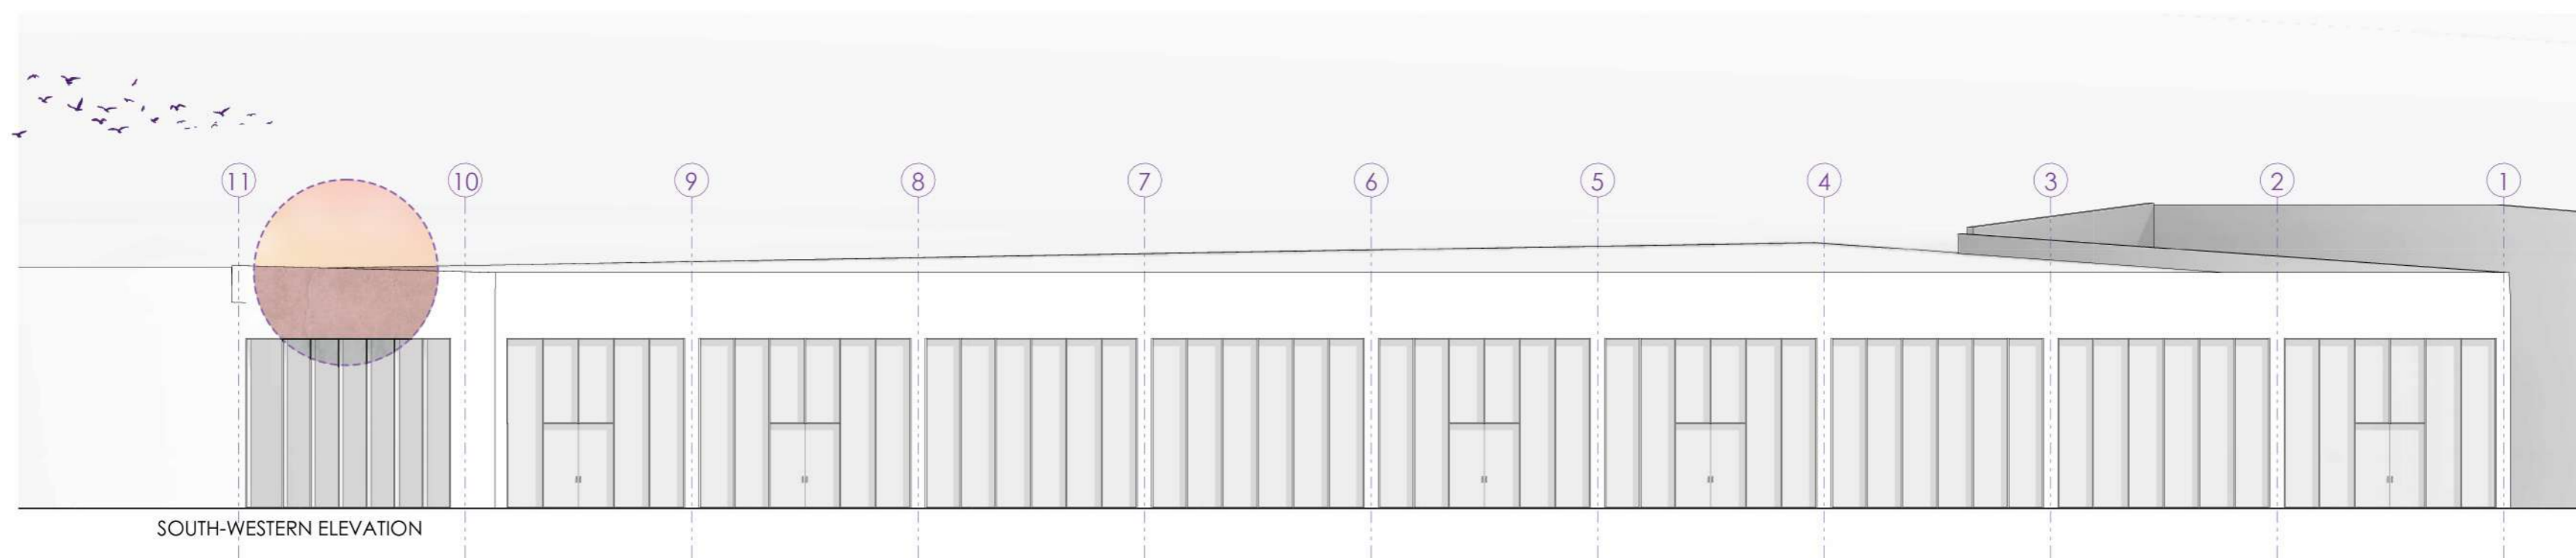 11 10 9 8 7 6 5 4 3 2 1
SOUTH-WESTERN ELEVATION